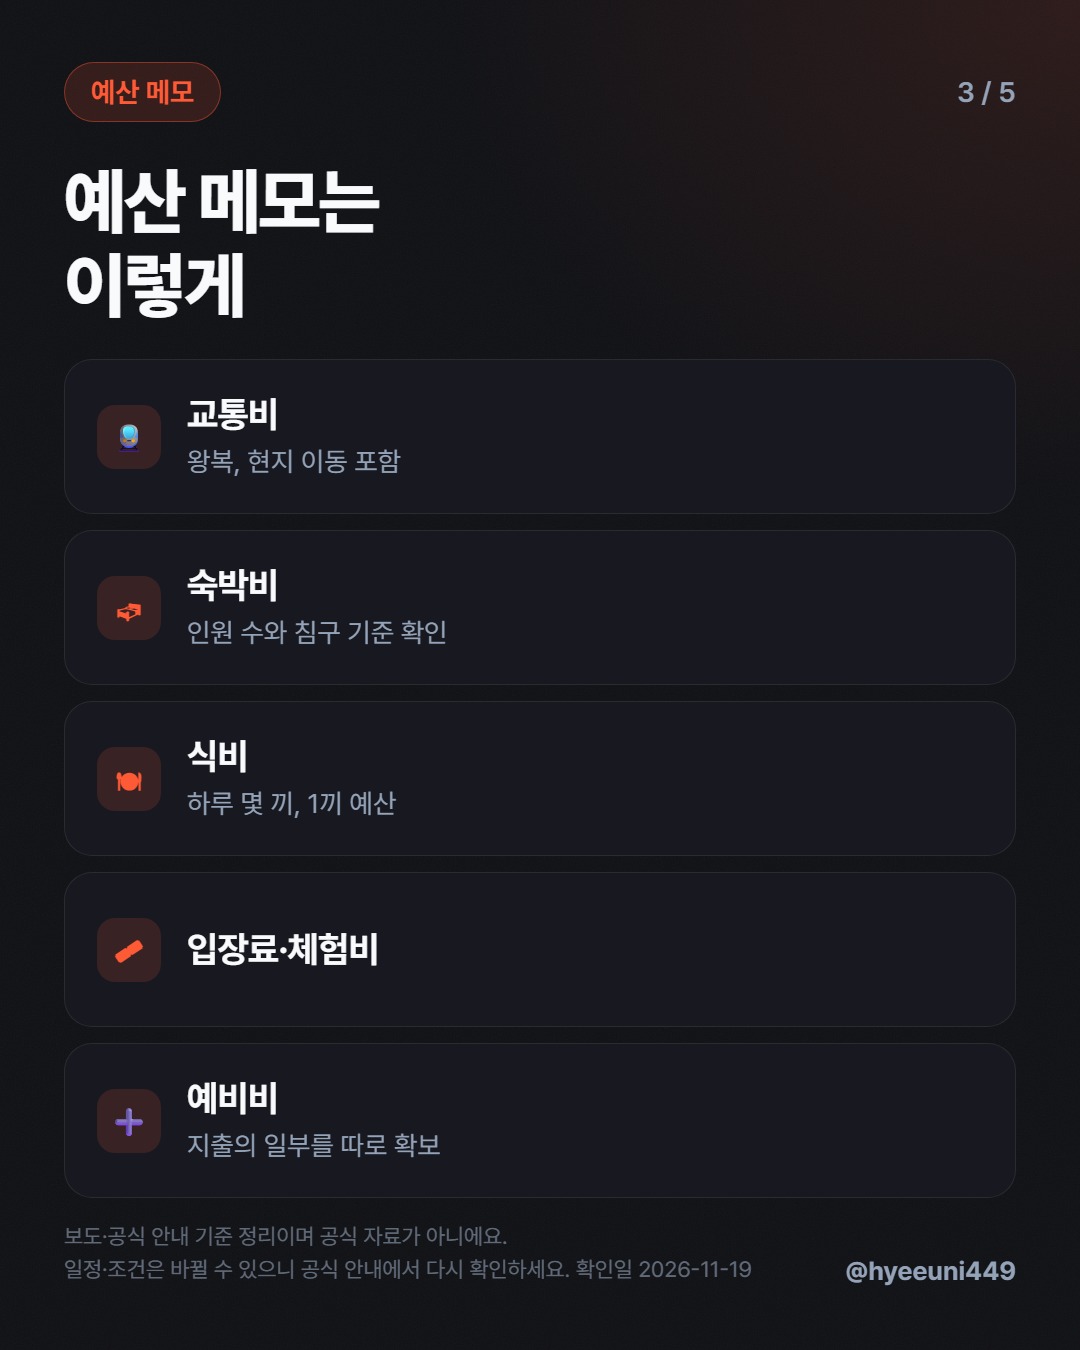 예산 메모
3 / 5
예산 메모는
이렇게
교통비
왕복, 현지 이동 포함
숙박비
인원 수와 침구 기준 확인
식비
하루 몇 끼, 1끼 예산
입장료·체험비
예비비
지출의 일부를 따로 확보
보도·공식 안내 기준 정리이며 공식 자료가 아니에요.
일정·조건은 바뀔 수 있으니 공식 안내에서 다시 확인하세요. 확인일 2026-11-19
@hyeeuni449